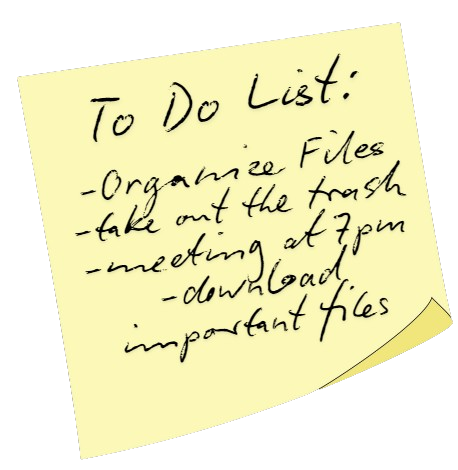 To Do List:
-Organize Files
-take out the trash
-meeting at 7pm
-download
important files